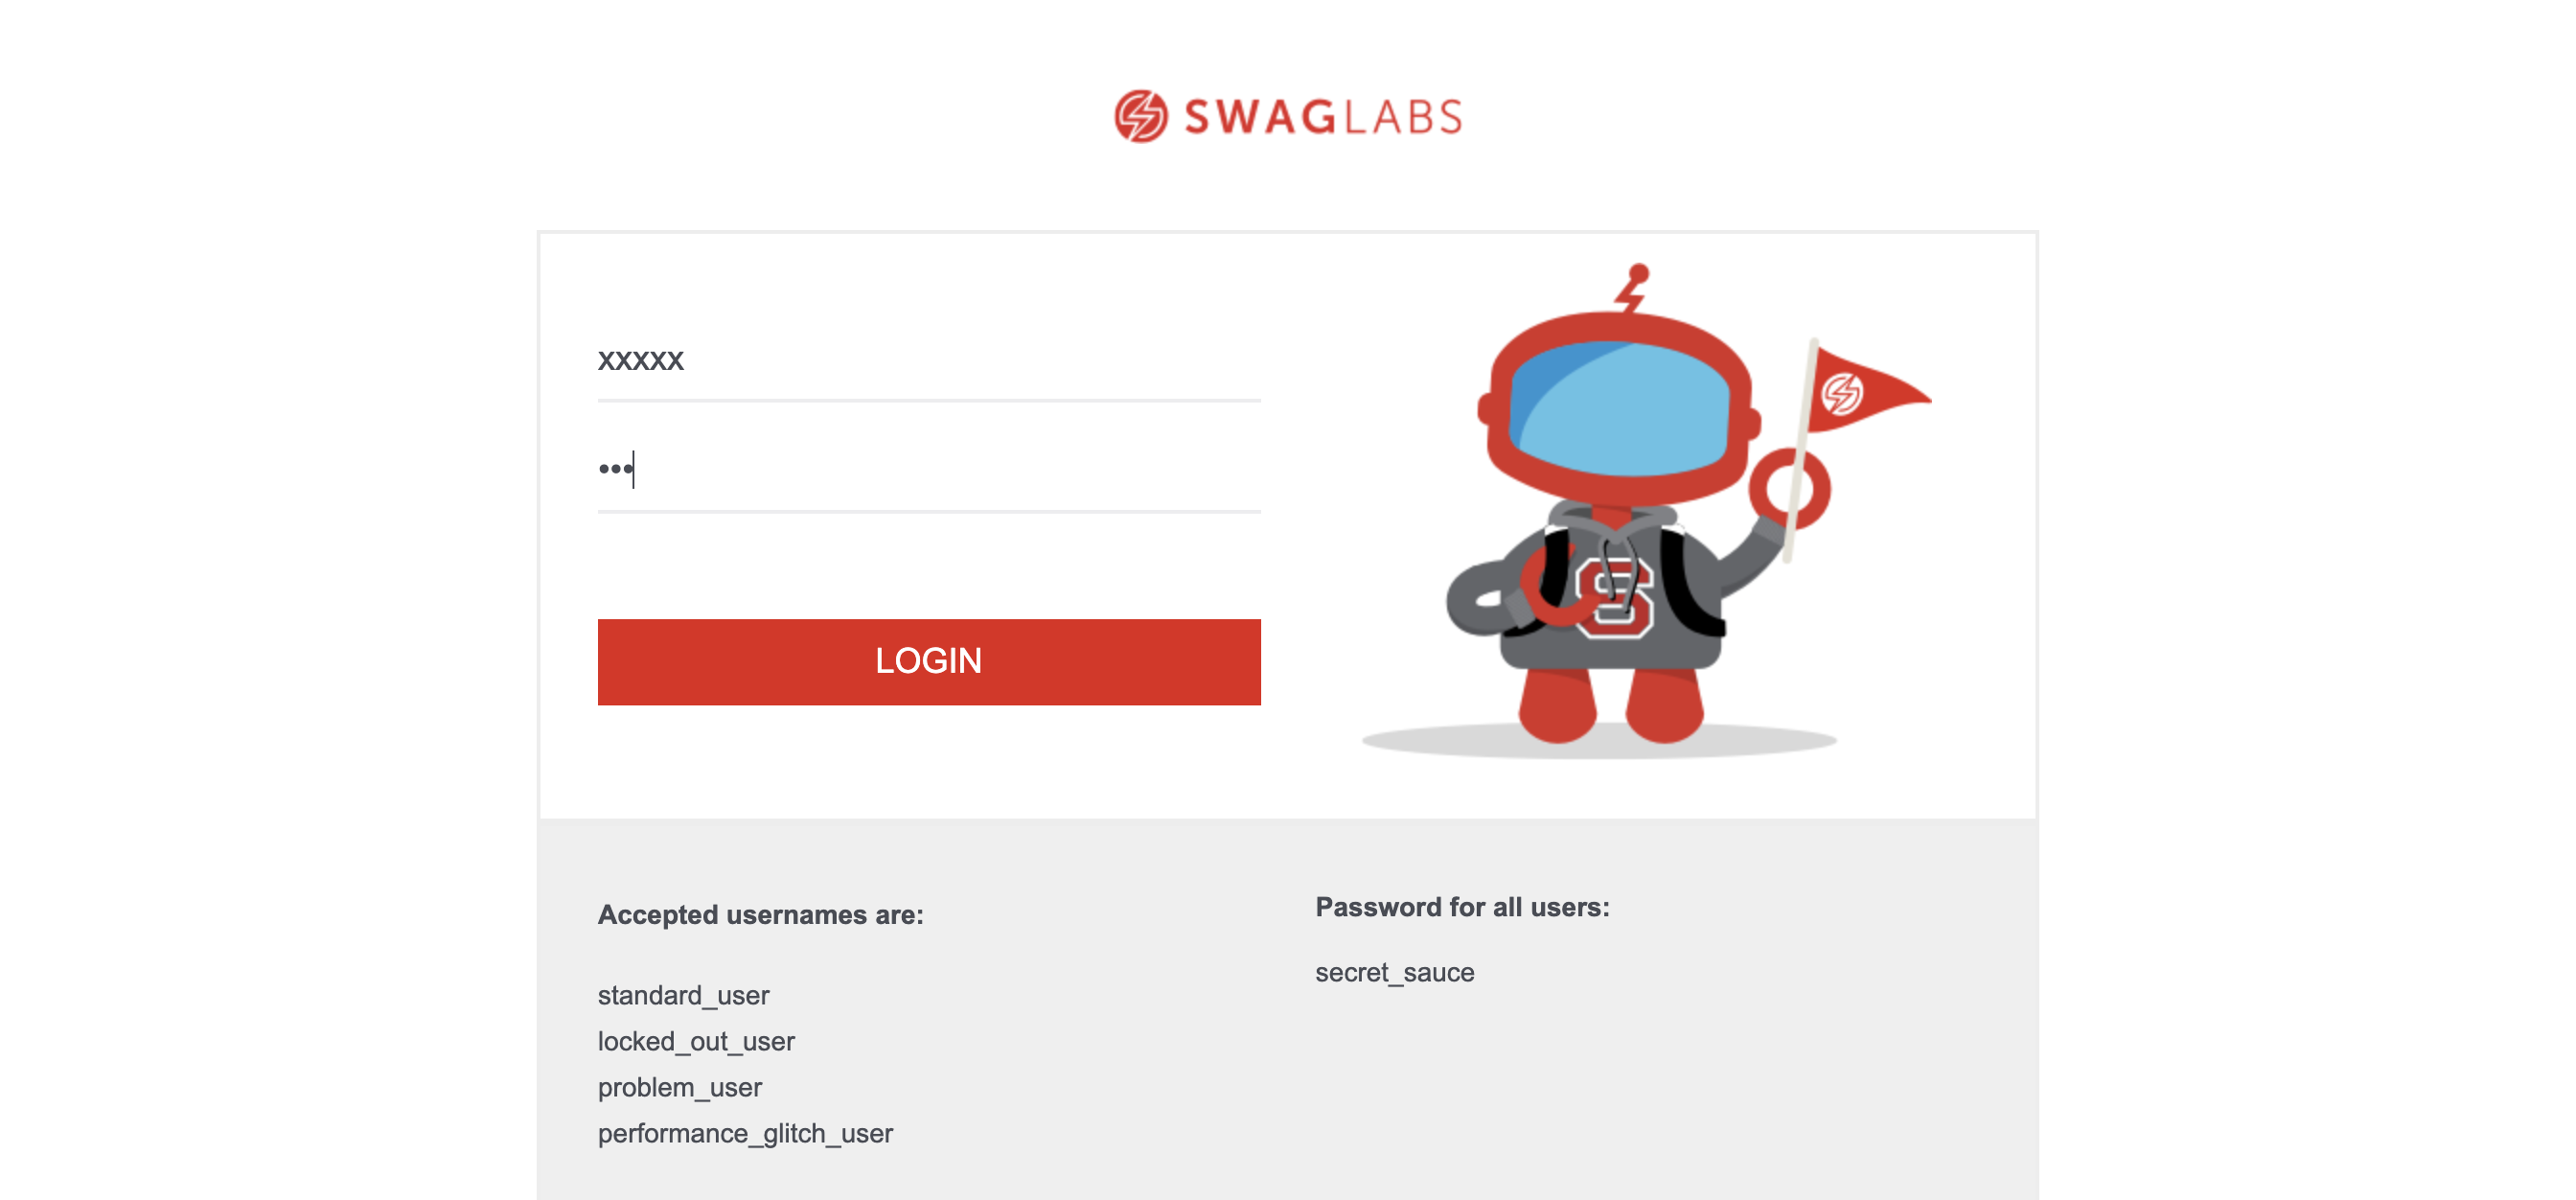 SWAGLABS
xxxxx
•••
LOGIN
S
Accepted usernames are:
standard_user
locked_out_user
problem_user
performance_glitch_user
Password for all users:
secret_sauce